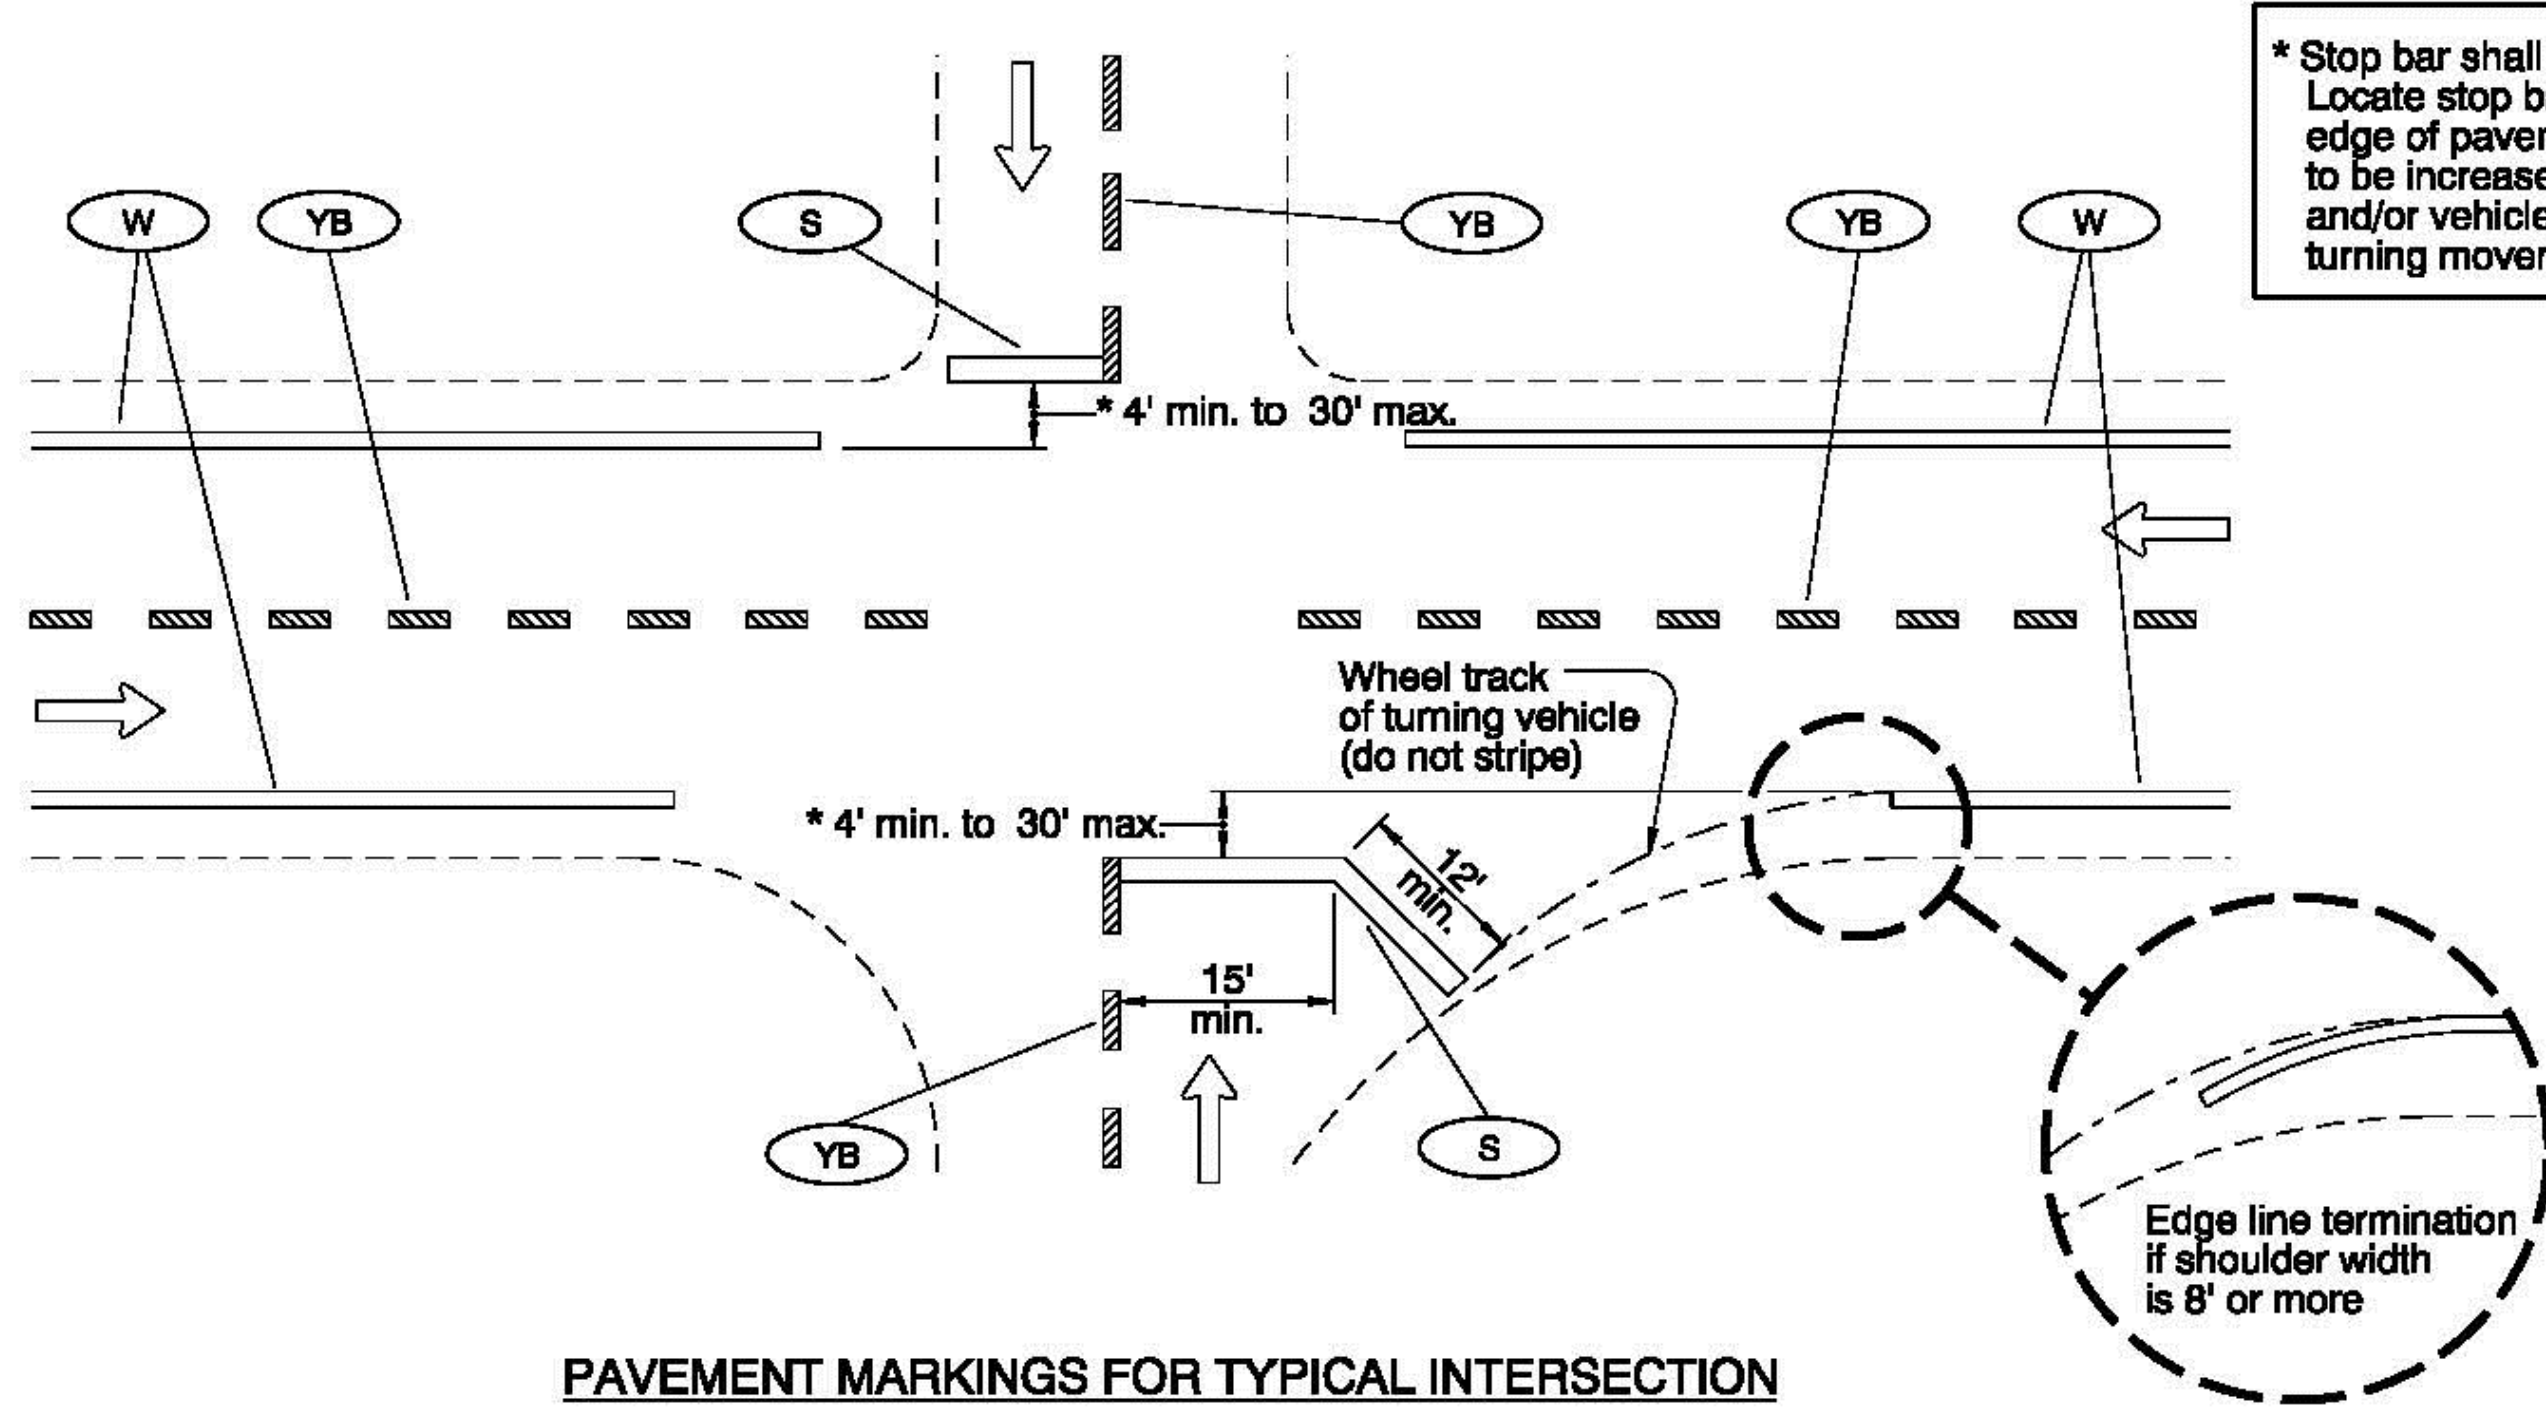 * Stop bar shall
Locate stop b
edge of paver
to be increase
and/or vehicle
turning mover
W
YB
S
YB
YB
W
* 4' min. to 30' max.
Wheel track
of turning vehicle
(do not stripe)
* 4' min. to 30' max.
12'
min.
15'
min.
YB
S
Edge line termination
if shoulder width
is 8' or more
PAVEMENT MARKINGS FOR TYPICAL INTERSECTION